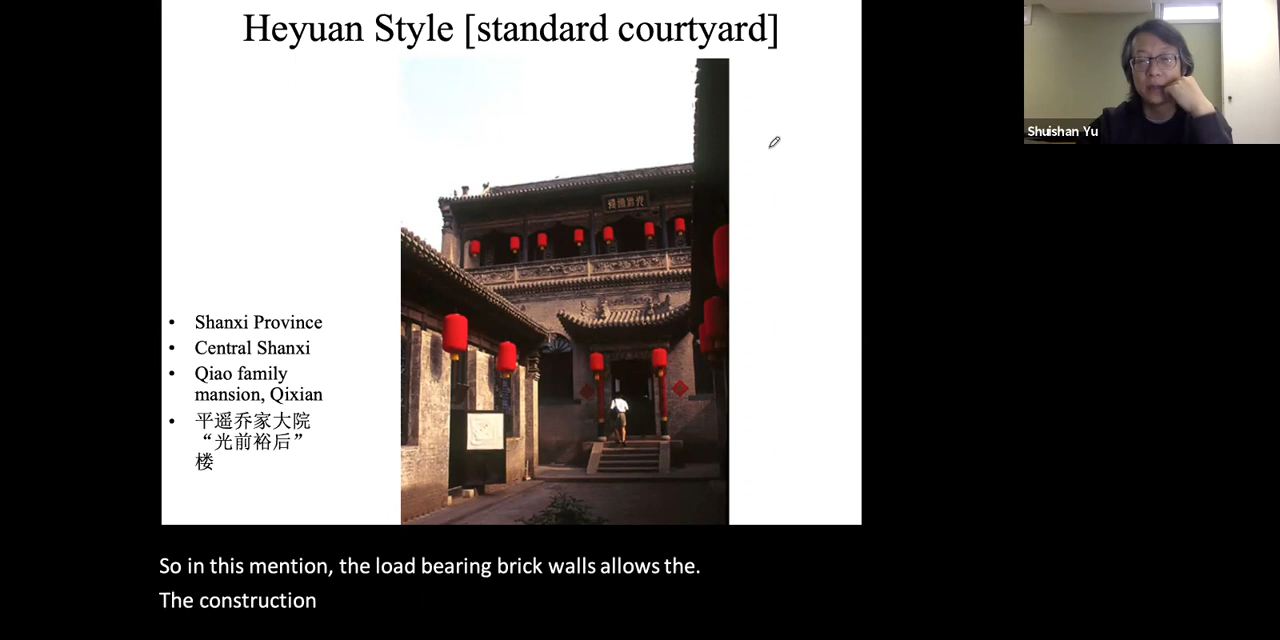 Heyuan Style [standard courtyard]
Shuishan Yu
• Shanxi Province
• Central Shanxi
• Qiao family
mansion, Qixian
• 平遥乔家大院
“光前裕后”
楼
So in this mention, the load bearing brick walls allows the.
The construction